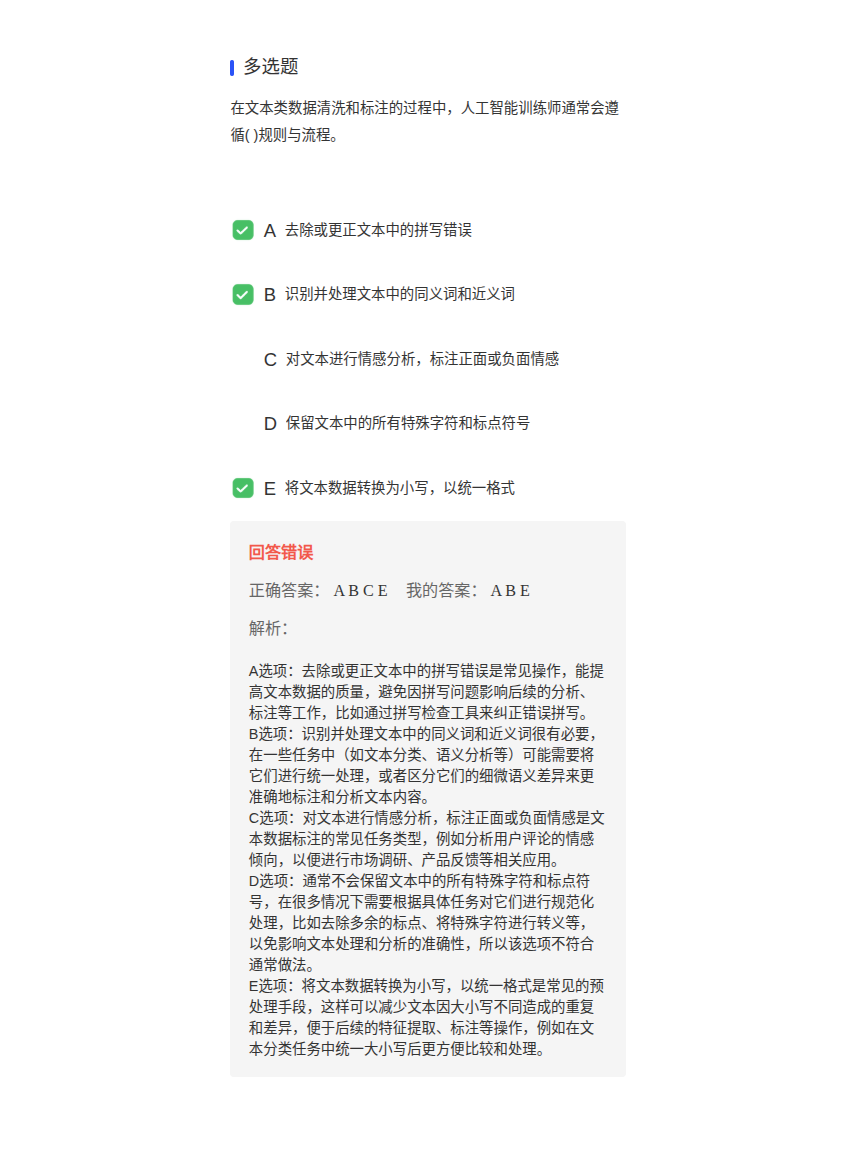 多选题
在文本类数据清洗和标注的过程中，人工智能训练师通常会遵
循( )规则与流程。
A 去除或更正文本中的拼写错误
B 识别并处理文本中的同义词和近义词
C 对文本进行情感分析，标注正面或负面情感
D 保留文本中的所有特殊字符和标点符号
E 将文本数据转换为小写，以统一格式
回答错误
正确答案： A B C E 我的答案： A B E
解析：
A选项：去除或更正文本中的拼写错误是常见操作，能提
高文本数据的质量，避免因拼写问题影响后续的分析、
标注等工作，比如通过拼写检查工具来纠正错误拼写。
B选项：识别并处理文本中的同义词和近义词很有必要，
在一些任务中（如文本分类、语义分析等）可能需要将
它们进行统一处理，或者区分它们的细微语义差异来更
准确地标注和分析文本内容。
C选项：对文本进行情感分析，标注正面或负面情感是文
本数据标注的常见任务类型，例如分析用户评论的情感
倾向，以便进行市场调研、产品反馈等相关应用。
D选项：通常不会保留文本中的所有特殊字符和标点符
号，在很多情况下需要根据具体任务对它们进行规范化
处理，比如去除多余的标点、将特殊字符进行转义等，
以免影响文本处理和分析的准确性，所以该选项不符合
通常做法。
E选项：将文本数据转换为小写，以统一格式是常见的预
处理手段，这样可以减少文本因大小写不同造成的重复
和差异，便于后续的特征提取、标注等操作，例如在文
本分类任务中统一大小写后更方便比较和处理。